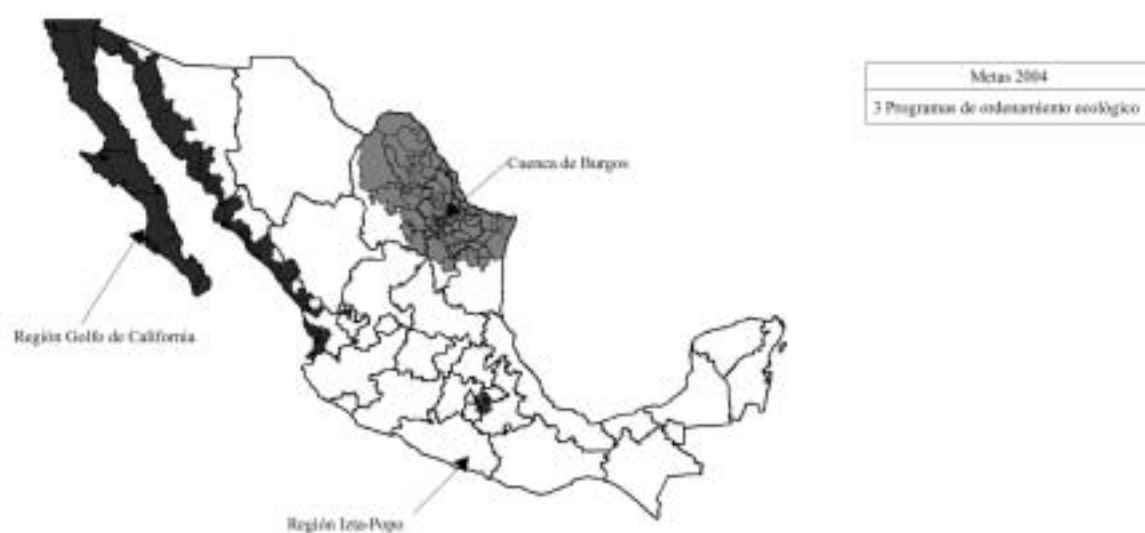 Metas 2004
3 Programas de ordenamiento ecológico
Cuenca de Burgos
Región Golfo de California
Región Izta-Popo